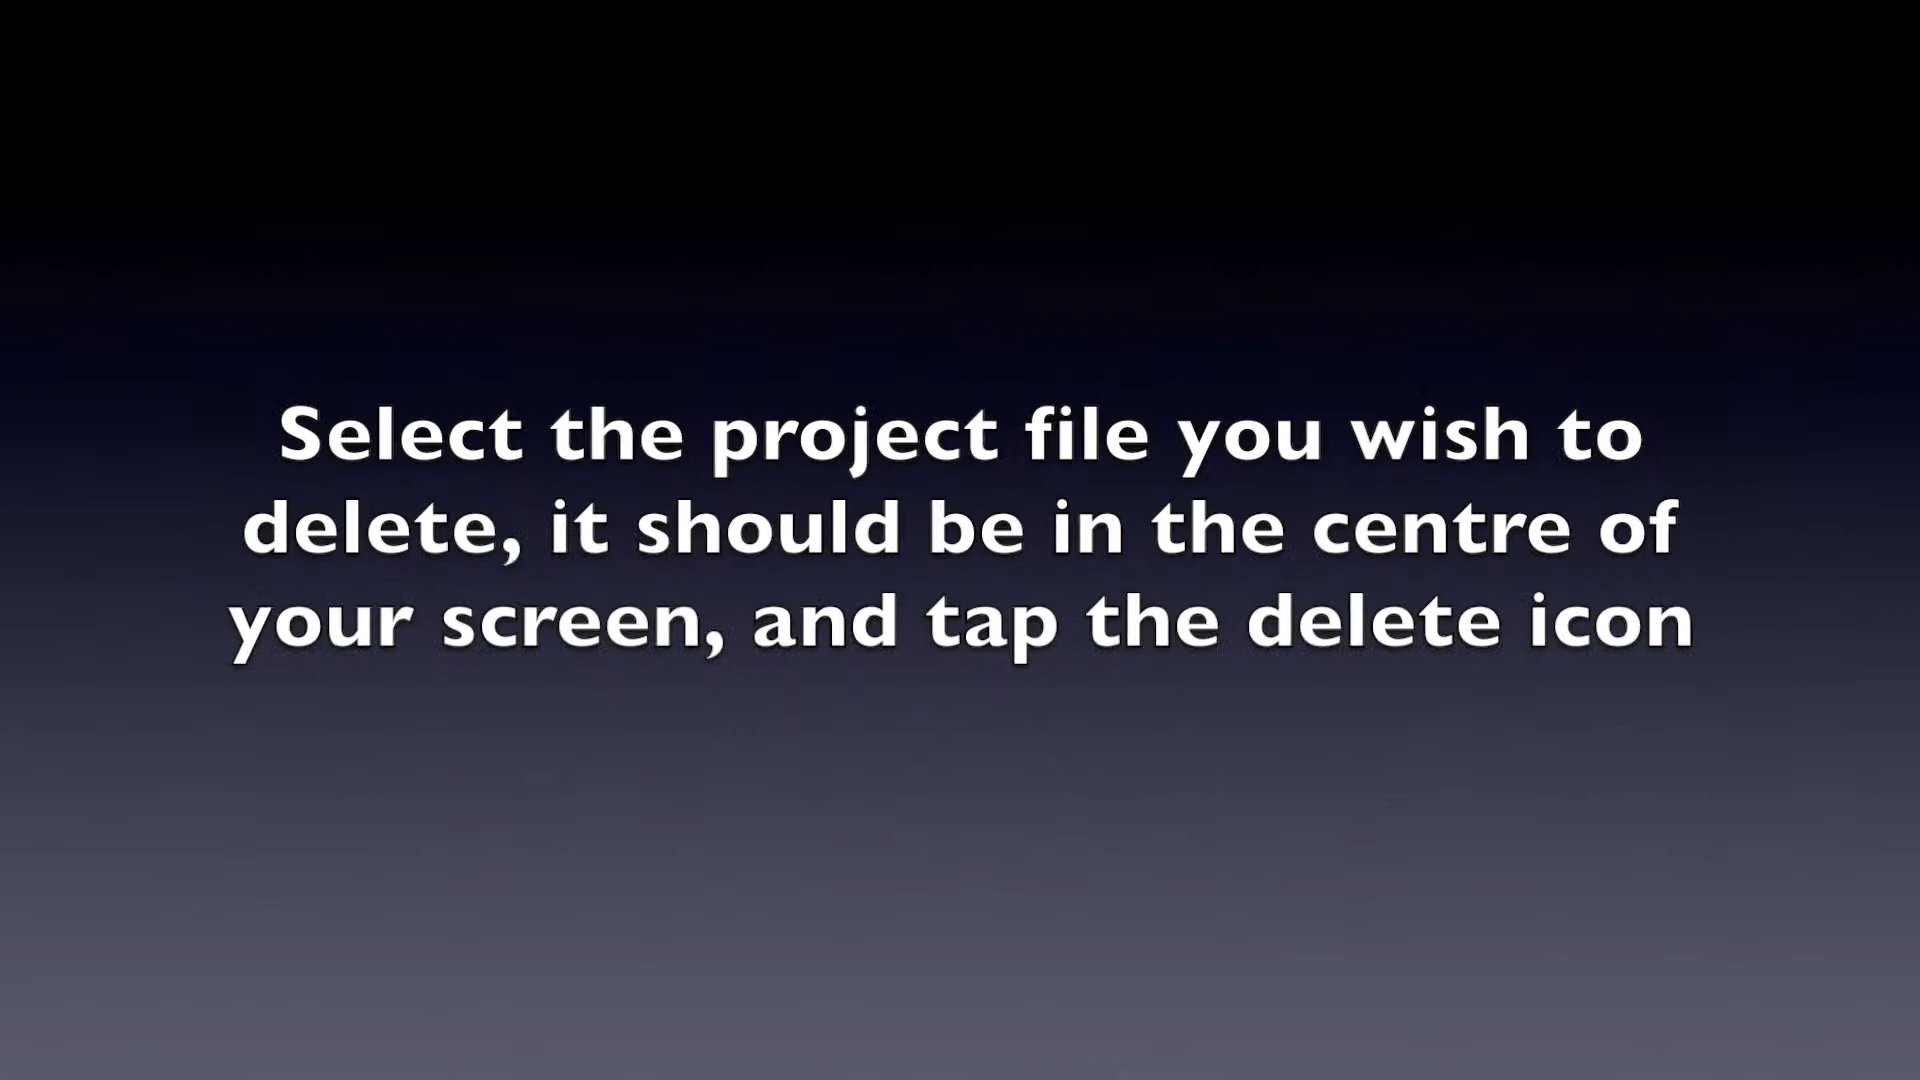 Select the project file you wish to
delete, it should be in the centre of
your screen, and tap the delete icon